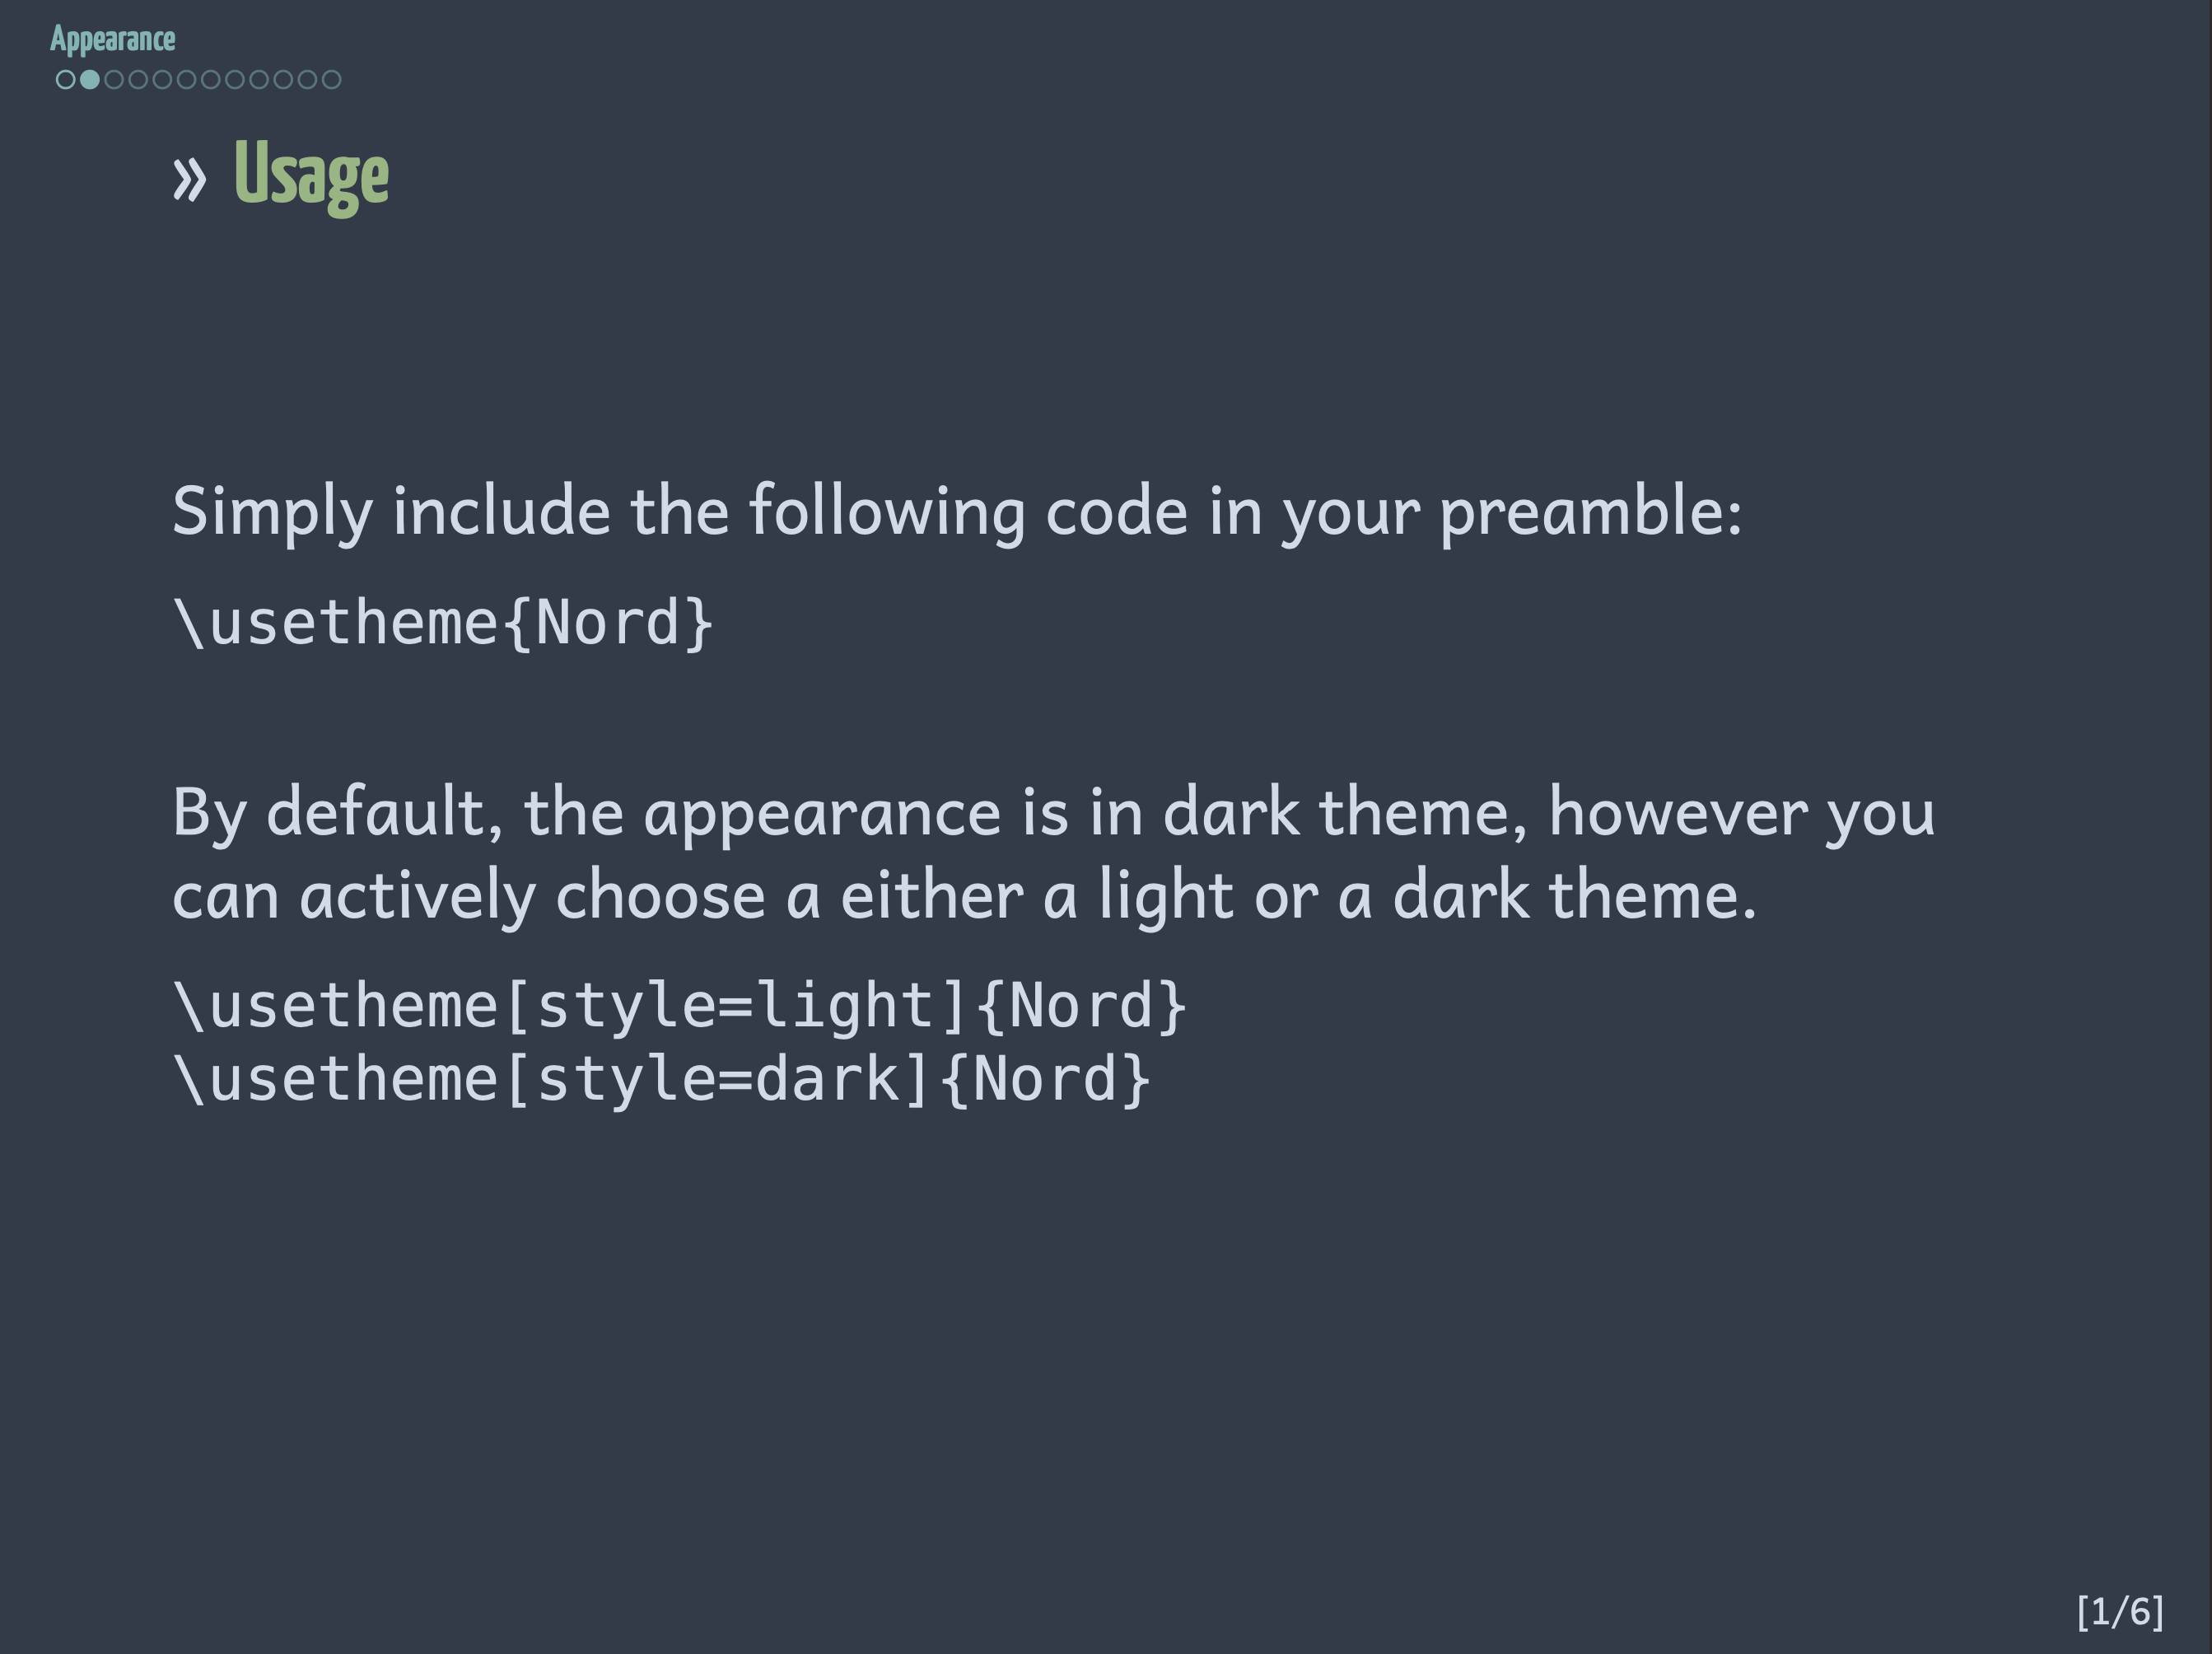 Appearance
» Usage
Simply include the following code in your preamble:
\usetheme{Nord}
By default, the appearance is in dark theme, however you
can actively choose a either a light or a dark theme.
\usetheme[style=light]{Nord}
\usetheme[style=dark]{Nord}
[1/6]